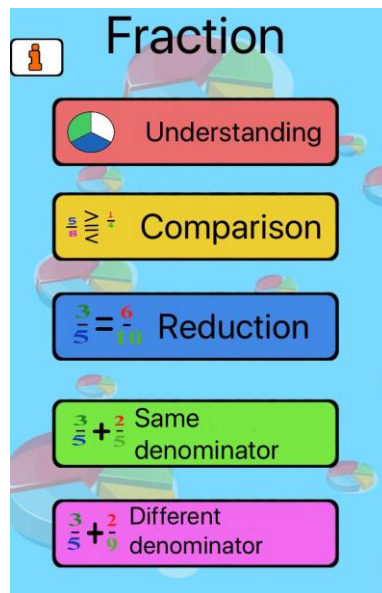 Fraction
i
Understanding
5/8 >=< 1/4 Comparison
3/5 = 6/10 Reduction
3/5 + 2/5 Same
denominator
3/5 + 2/9 Different
denominator